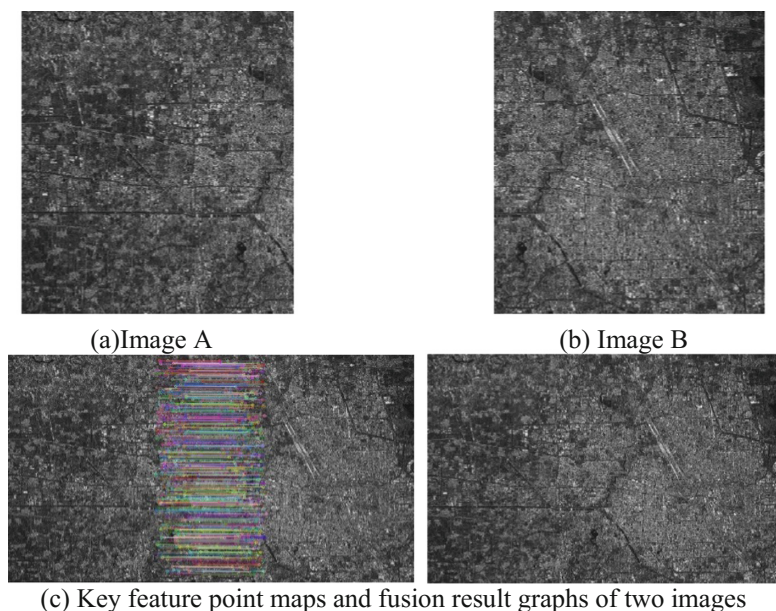 (a)Image A
(b) Image B
(c) Key feature point maps and fusion result graphs of two images